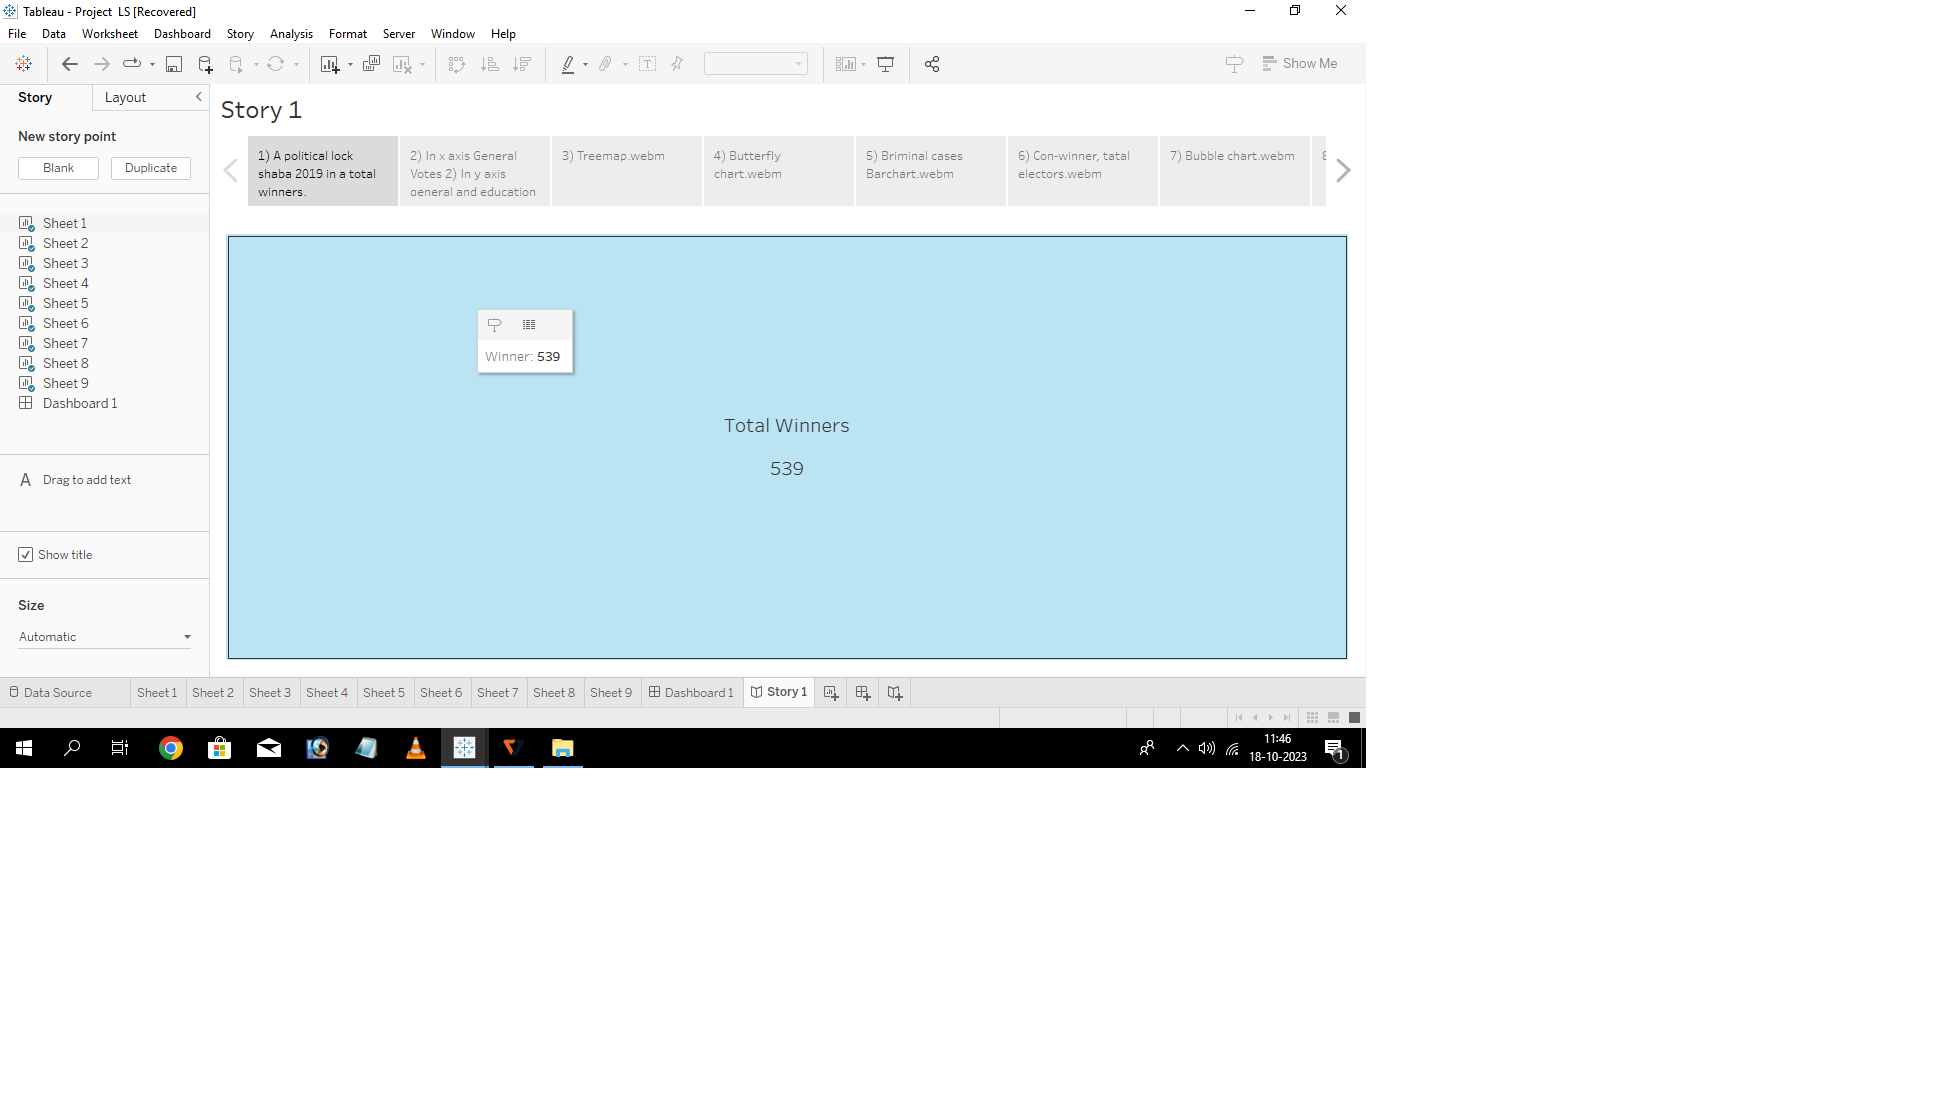 Tableau - Project LS [Recovered]
File Data Worksheet Dashboard Story Analysis Format Server Window Help
Show Me
Story Layout
New story point
Blank Duplicate
Sheet 1
Sheet 2
Sheet 3
Sheet 4
Sheet 5
Sheet 6
Sheet 7
Sheet 8
Sheet 9
Dashboard 1
A Drag to add text
Show title
Size
Automatic
Story 1
1) A political lock
shaba 2019 in a total
winners.
2) In x axis General
Votes 2) In y axis
general and education
3) Treemap.webm
4) Butterfly
chart.webm
5) Briminal cases
Barchart.webm
6) Con-winner, tatal
electors.webm
7) Bubble chart.webm
Winner: 539
Total Winners
539
Data Source Sheet 1 Sheet 2 Sheet 3 Sheet 4 Sheet 5 Sheet 6 Sheet 7 Sheet 8 Sheet 9 Dashboard 1 Story 1
11:46
18-10-2023
1